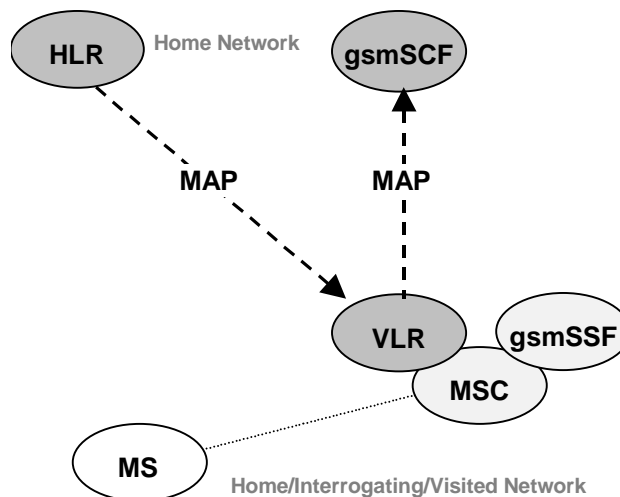 HLR
Home Network
gsmSCF
MAP
MAP
VLR
gsmSSF
MSC
MS
Home/Interrogating/Visited Network